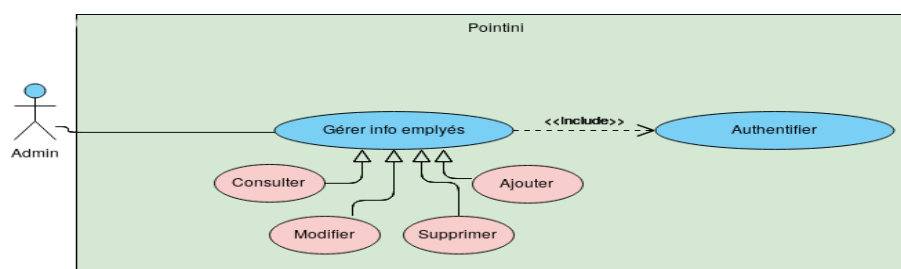 Pointini
Admin
Gérer info emplyés
<<Include>>
Authentifier
Consulter
Ajouter
Modifier
Supprimer